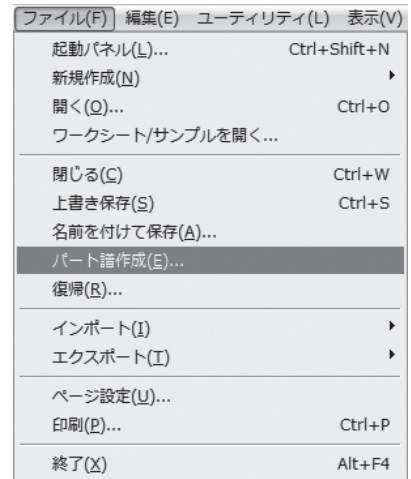 ファイル(F) 編集(E) ユーティリティ(L) 表示(V)
起動パネル(L)... Ctrl+Shift+N
新規作成(N)
開く(O)... Ctrl+O
ワークシート/サンプルを開く...
閉じる(C) Ctrl+W
上書き保存(S) Ctrl+S
名前を付けて保存(A)...
パート譜作成(E)...
復帰(R)...
インポート(I)
エクスポート(T)
ページ設定(U)...
印刷(P)... Ctrl+P
終了(X) Alt+F4